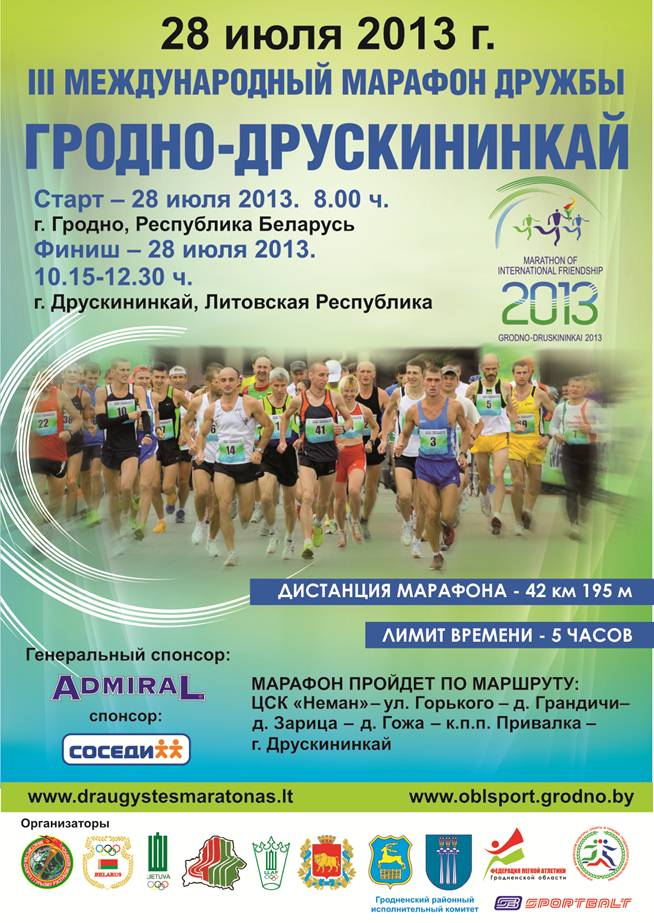 28 июля 2013 г.
III МЕЖДУНАРОДНЫЙ МАРАФОН ДРУЖБЫ
ГРОДНО-ДРУСКИНИНКАЙ
Старт – 28 июля 2013. 8.00 ч.
г. Гродно, Республика Беларусь
Финиш – 28 июля 2013.
10.15-12.30 ч.
г. Друскининкай, Литовская Республика
MARATHON OF
INTERNATIONAL FRIENDSHIP
2013
GRODNO-DRUSKININKAI 2013
22
10
14
41
3
5
1
ДИСТАНЦИЯ МАРАФОНА - 42 км 195 м
ЛИМИТ ВРЕМЕНИ - 5 ЧАСОВ
Генеральный спонсор:
ADMIRAL
спонсор:
СОСЕДИ
МАРАФОН ПРОЙДЕТ ПО МАРШРУТУ:
ЦСК «Неман» – ул. Горького – д. Грандичи–
д. Зарица – д. Гожа – к.п.п. Привалка –
г. Друскининкай
www.draugystesmaratonas.lt
www.oblsport.grodno.by
Организаторы
BELARUS
LIETUVA
LLAF
Гродненский районный
исполнительный комитет
ФЕДЕРАЦИЯ ЛЕГКОЙ АТЛЕТИКИ
Гродненской области
SPORTBALT